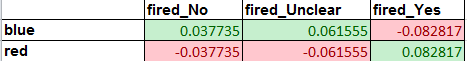 fired_No fired_Unclear fired_Yes
blue 0.037735 0.061555 -0.082817
red -0.037735 -0.061555 0.082817